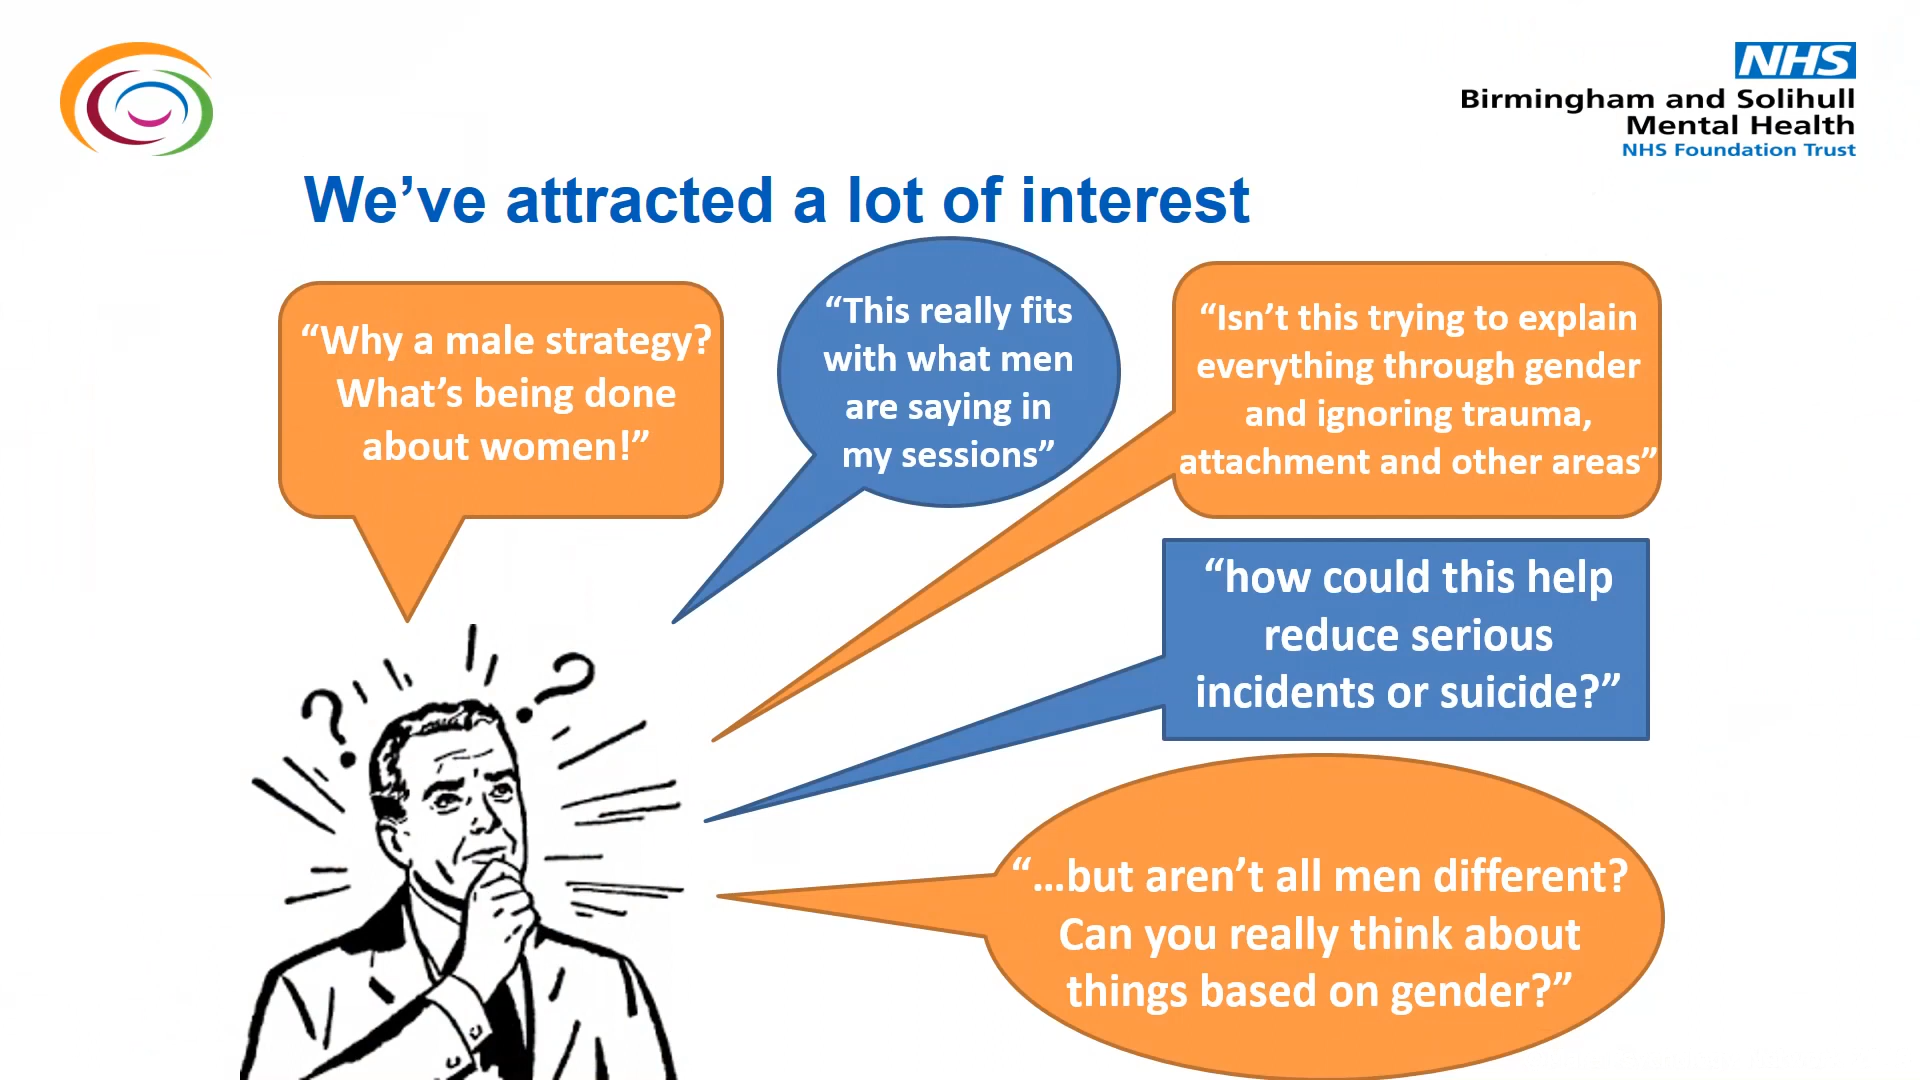 NHS
Birmingham and Solihull
Mental Health
NHS Foundation Trust
We’ve attracted a lot of interest
“Why a male strategy?
What’s being done
about women!”
“This really fits
with what men
are saying in
my sessions”
“Isn’t this trying to explain
everything through gender
and ignoring trauma,
attachment and other areas”
“how could this help
reduce serious
incidents or suicide?”
“…but aren’t all men different?
Can you really think about
things based on gender?”
? ?